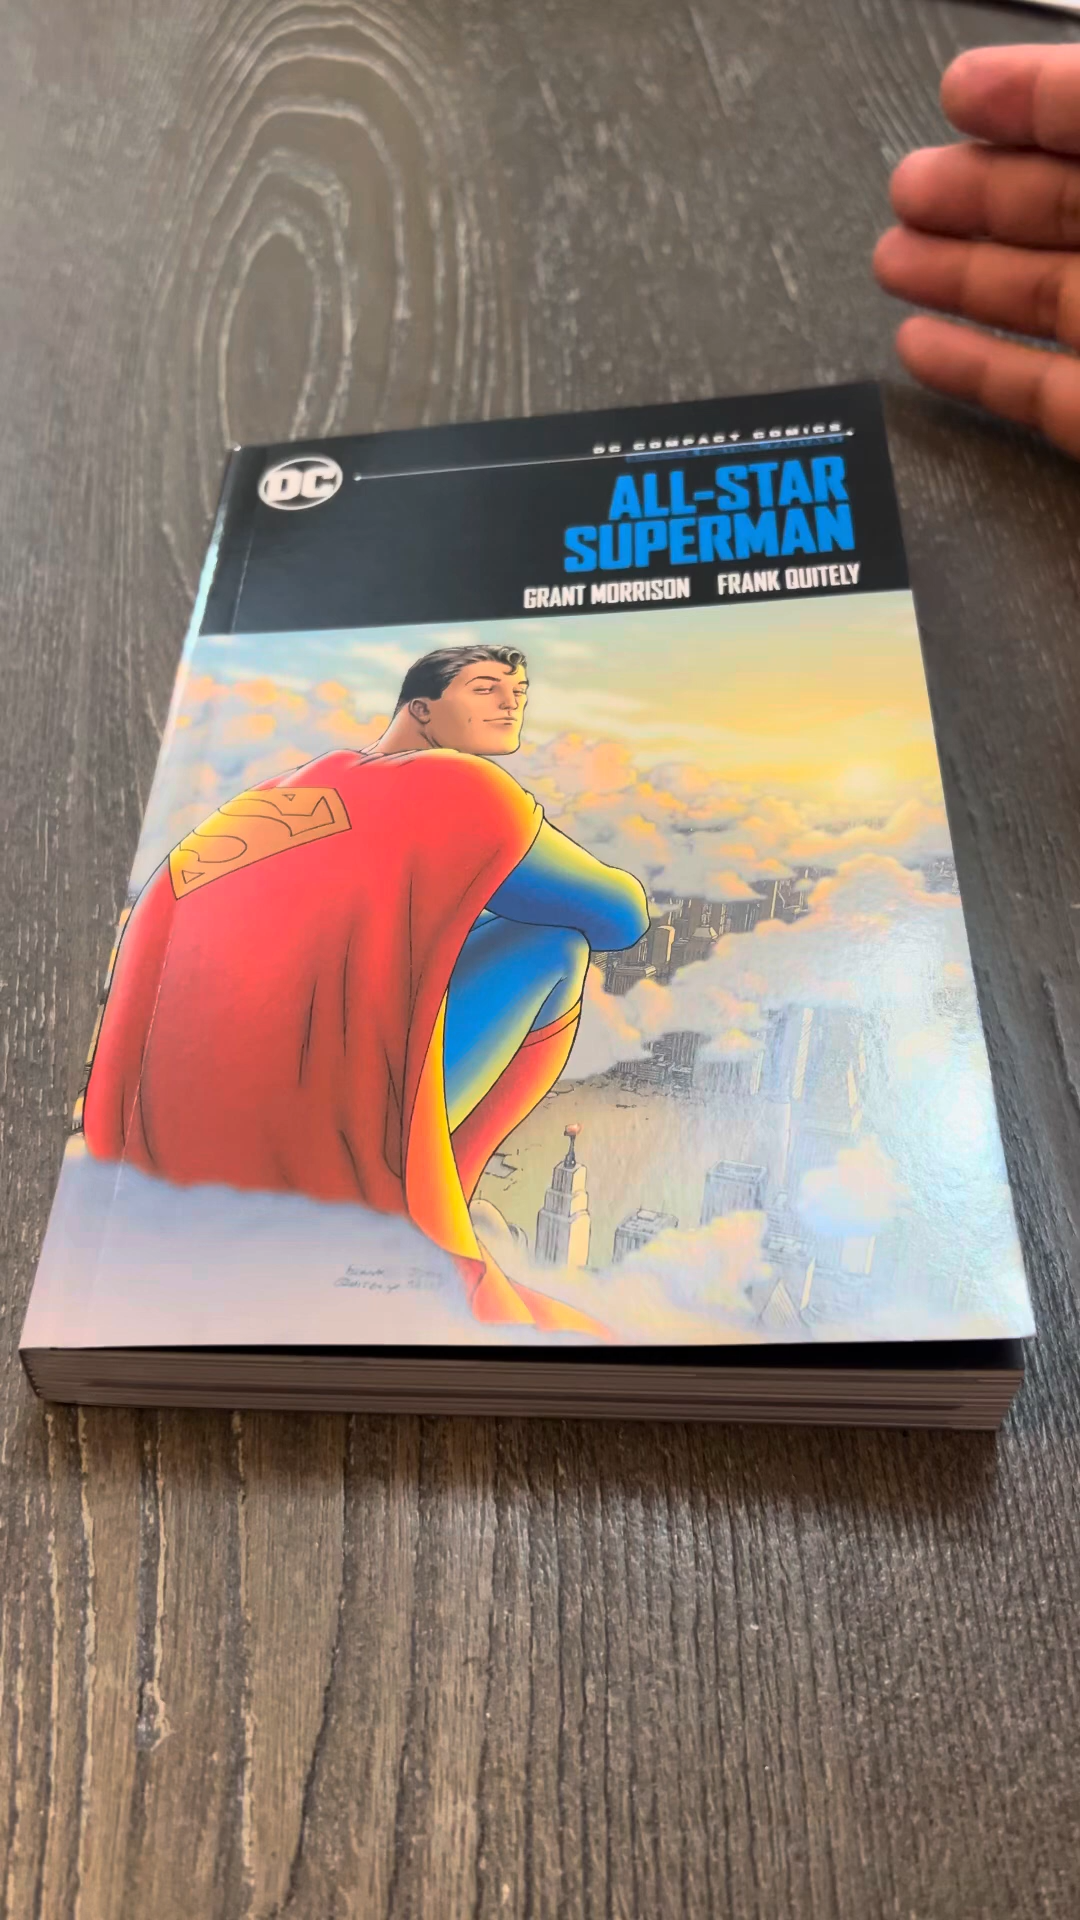 DC COMPACT COMICS
DC
ALL-STAR
SUPERMAN
GRANT MORRISON FRANK QUITELY